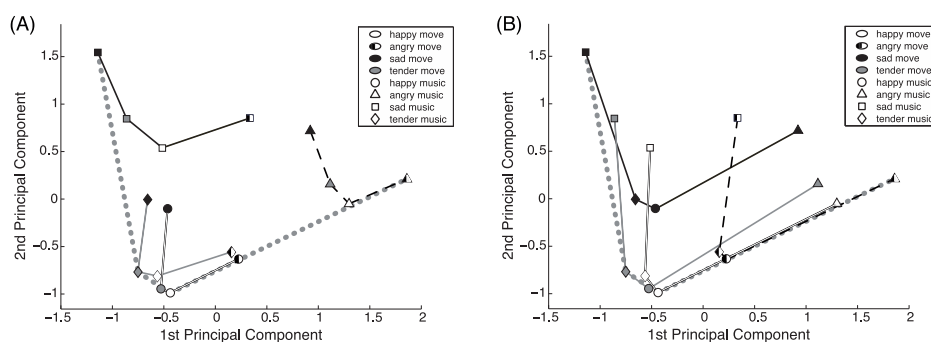 (A)
2nd Principal Component
1.5
1
0.5
0
−0.5
−1
−1.5
−1
−0.5
0
0.5
1
1.5
2
1st Principal Component
happy move
angry move
sad move
tender move
happy music
angry music
sad music
tender music
(B)
2nd Principal Component
1.5
1
0.5
0
−0.5
−1
−1.5
−1
−0.5
0
0.5
1
1.5
2
1st Principal Component
happy move
angry move
sad move
tender move
happy music
angry music
sad music
tender music